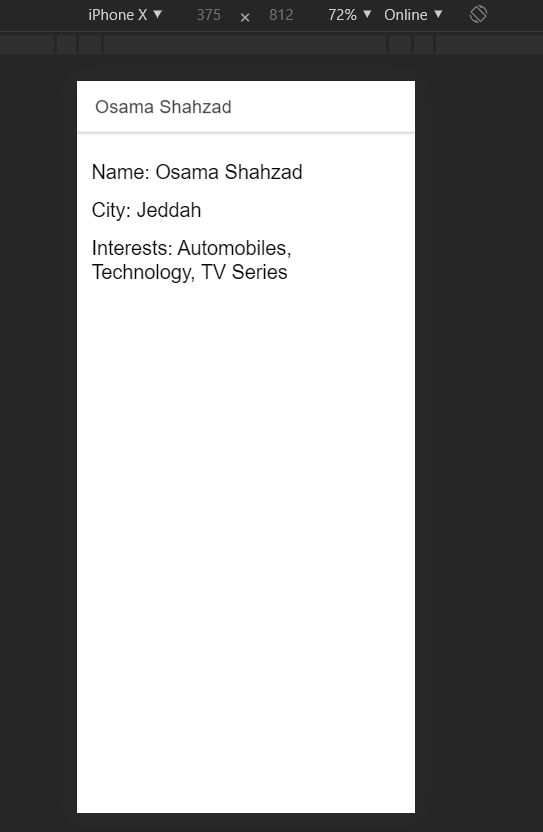 iPhone X ▼ 375 × 812 72% ▼ Online ▼
Osama Shahzad
Name: Osama Shahzad
City: Jeddah
Interests: Automobiles,
Technology, TV Series